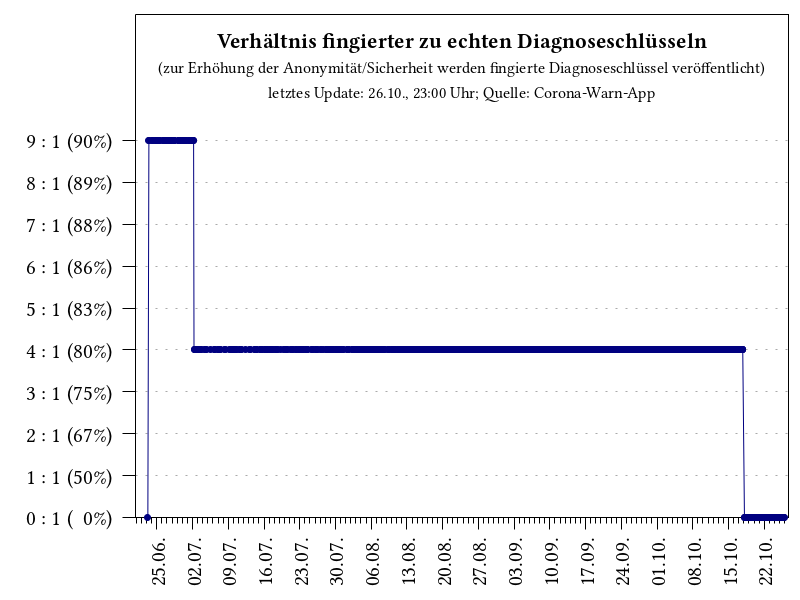 Verhältnis fingierter zu echten Diagnoseschlüsseln
(zur Erhöhung der Anonymität/Sicherheit werden fingierte Diagnoseschlüssel veröffentlicht)
letztes Update: 26.10., 23:00 Uhr; Quelle: Corona-Warn-App
9 : 1 (90%)
8 : 1 (89%)
7 : 1 (88%)
6 : 1 (86%)
5 : 1 (83%)
4 : 1 (80%)
3 : 1 (75%)
2 : 1 (67%)
1 : 1 (50%)
0 : 1 (  0%)
25.06.
02.07.
09.07.
16.07.
23.07.
30.07.
06.08.
13.08.
20.08.
27.08.
03.09.
10.09.
17.09.
24.09.
01.10.
08.10.
15.10.
22.10.